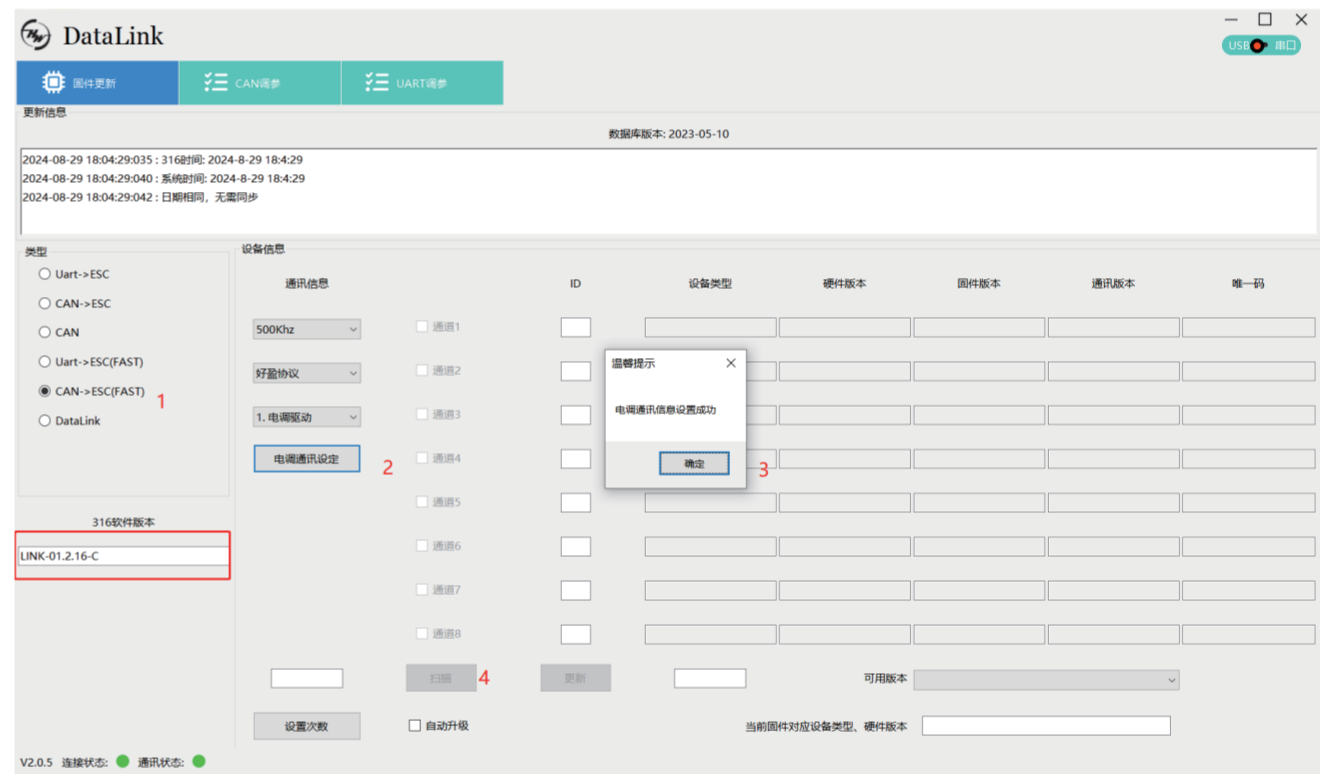 DataLink
USB 串口
固件更新 CAN调参 UART调参
更新信息
数据库版本: 2023-05-10
2024-08-29 18:04:29:035 : 316时间: 2024-8-29 18:4:29
2024-08-29 18:04:29:040 : 系统时间: 2024-8-29 18:4:29
2024-08-29 18:04:29:042 : 日期相同，无需同步
类型
Uart->ESC
CAN->ESC
CAN
Uart->ESC(FAST)
CAN->ESC(FAST) 1
DataLink
316软件版本
LINK-01.2.16-C
设备信息
通讯信息 ID 设备类型 硬件版本 固件版本 通讯版本 唯一码
500Khz 通道1
好盈协议 通道2
1. 电调驱动 通道3
电调通讯设定 2 通道4
通道5
通道6
通道7
通道8
温馨提示
电调通讯信息设置成功
确定 3
扫描 4 更新 可用版本
设置次数 自动升级 当前固件对应设备类型、硬件版本
V2.0.5 连接状态: 通讯状态: